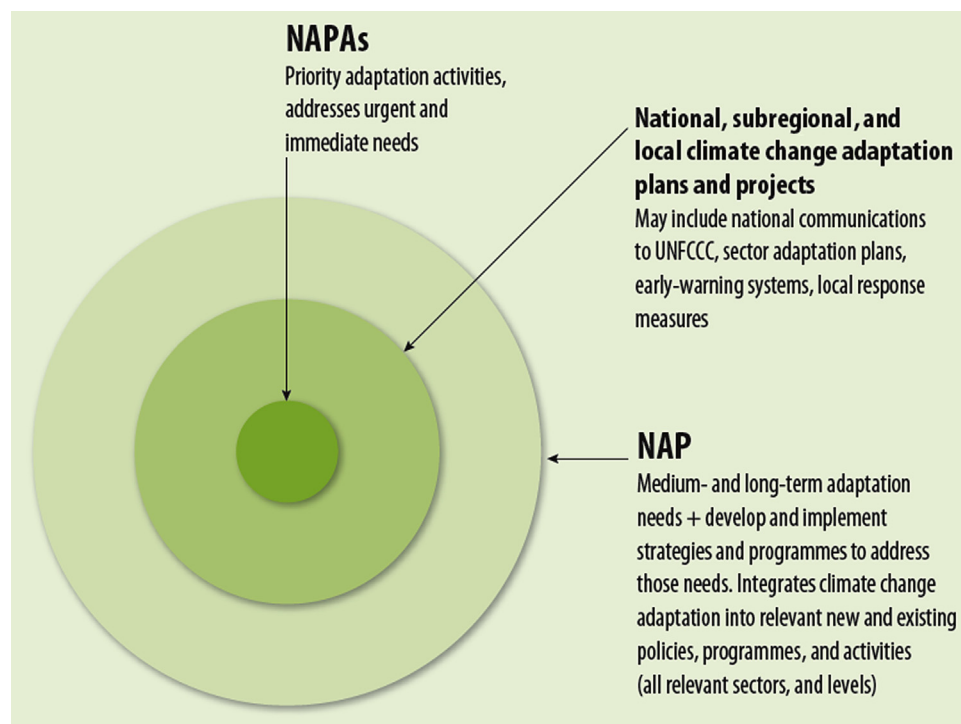 NAPAs
Priority adaptation activities,
addresses urgent and
immediate needs
National, subregional, and
local climate change adaptation
plans and projects
May include national communications
to UNFCCC, sector adaptation plans,
early-warning systems, local response
measures
NAP
Medium- and long-term adaptation
needs + develop and implement
strategies and programmes to address
those needs. Integrates climate change
adaptation into relevant new and existing
policies, programmes, and activities
(all relevant sectors, and levels)